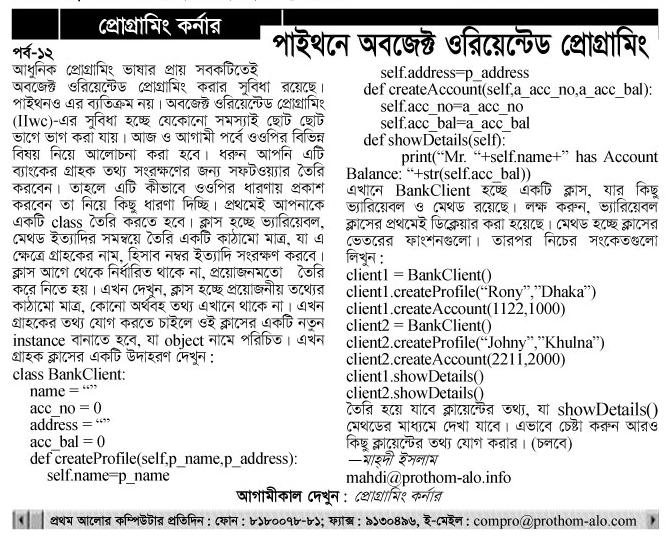 প্রোগ্রামিং কর্নার
পাইথনে অবজেক্ট ওরিয়েন্টেড প্রোগ্রামিং
পর্ব-১২
আধুনিক প্রোগ্রামিং ভাষার প্রায় সবকটিতেই
অবজেক্ট ওরিয়েন্টেড প্রোগ্রামিং করার সুবিধা রয়েছে।
পাইথনও এর ব্যতিক্রম নয়। অবজেক্ট ওরিয়েন্টেড প্রোগ্রামিং
(IIwc)-এর সুবিধা হচ্ছে যেকোনো সমস্যাই ছোট ছোট
ভাগে ভাগ করা যায়। আজ ও আগামী পর্বে ওওপির বিভিন্ন
বিষয় নিয়ে আলোচনা করা হবে। ধরুন আপনি এটি
ব্যাংকের গ্রাহক তথ্য সংরক্ষণের জন্য সফটওয়্যার তৈরি
করবেন। তাহলে এটি কীভাবে ওওপির ধারণায় প্রকাশ
করবেন তা নিয়ে কিছু ধারণা দিচ্ছি। প্রথমেই আপনাকে
একটি class তৈরি করতে হবে। ক্লাস হচ্ছে ভ্যারিয়েবল,
মেথড ইত্যাদির সমন্বয়ে তৈরি একটি কাঠামো মাত্র, যা এ
ক্ষেত্রে গ্রাহকের নাম, হিসাব নম্বর ইত্যাদি সংরক্ষণ করবে।
ক্লাস আগে থেকে নির্ধারিত থাকে না, প্রয়োজনমতো তৈরি
করে নিতে হয়। এখন দেখুন, ক্লাস হচ্ছে প্রয়োজনীয় তথ্যের
কাঠামো মাত্র, কোনো অর্থবহ তথ্য এখানে থাকে না। এখন
গ্রাহকের তথ্য যোগ করতে চাইলে ওই ক্লাসের একটি নতুন
instance বানাতে হবে, যা object নামে পরিচিত। এখন
গ্রাহক ক্লাসের একটি উদাহরণ দেখুন :
class BankClient:
name = “”
acc_no = 0
address = “”
acc_bal = 0
def createProfile(self,p_name,p_address):
self.name=p_name
self.address=p_address
def createAccount(self,a_acc_no,a_acc_bal):
self.acc_no=a_acc_no
self.acc_bal=a_acc_bal
def showDetails(self):
print(“Mr. “+self.name+” has Account
Balance: “+str(self.acc_bal))
এখানে BankClient হচ্ছে একটি ক্লাস, যার কিছু
ভ্যারিয়েবল ও মেথড রয়েছে। লক্ষ করুন, ভ্যারিয়েবল
ক্লাসের প্রথমেই ডিক্লেয়ার করা হয়েছে। মেথড হচ্ছে ক্লাসের
ভেতরের ফাংশনগুলো। তারপর নিচের সংকেতগুলো
লিখুন :
client1 = BankClient()
client1.createProfile(“Rony”,”Dhaka”)
client1.createAccount(1122,1000)
client2 = BankClient()
client2.createProfile(“Johny”,”Khulna”)
client2.createAccount(2211,2000)
client1.showDetails()
client2.showDetails()
তৈরি হয়ে যাবে ক্লায়েন্টের তথ্য, যা showDetails()
মেথডের মাধ্যমে দেখা যাবে। এভাবে চেষ্টা করুন আরও
কিছু ক্লায়েন্টের তথ্য যোগ করার। (চলবে)
—মাহ্দী ইসলাম
mahdi@prothom-alo.info
আগামীকাল দেখুন : প্রোগ্রামিং কর্নার
প্রথম আলোর কম্পিউটার প্রতিদিন : ফোন : ৮১৮০০৭৮-৮১; ফ্যাক্স : ৯১৩০৪৯৬, ই-মেইল : compro@prothom-alo.com